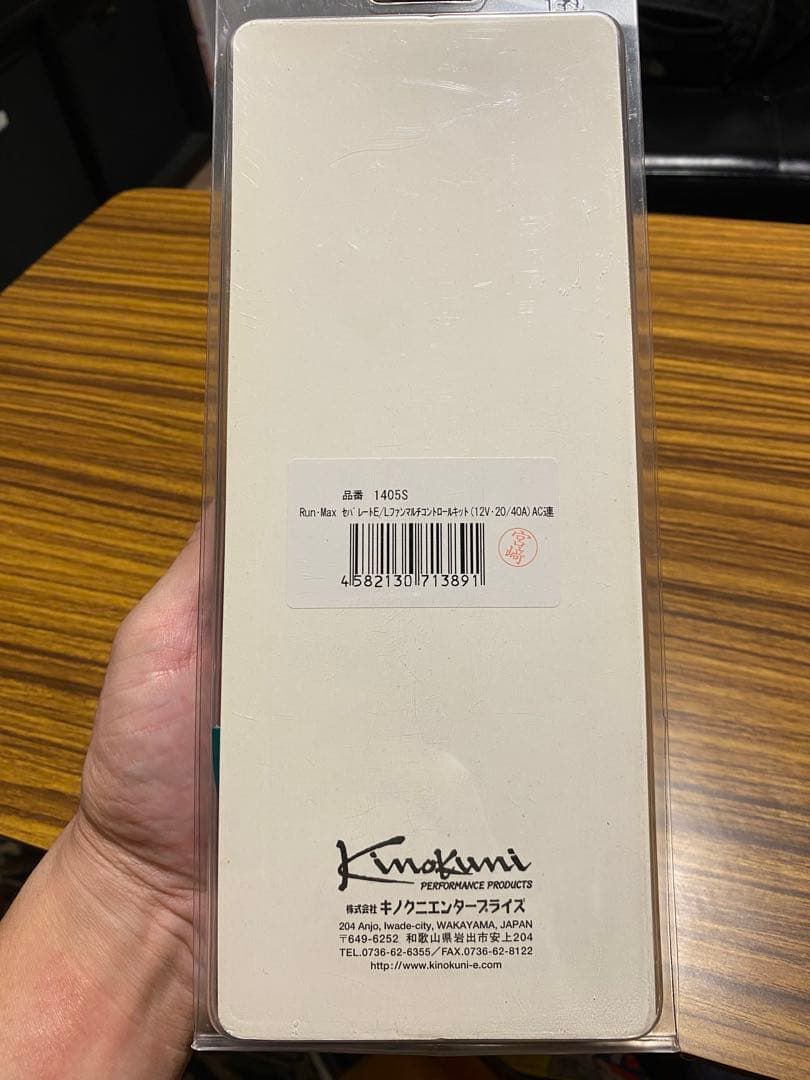 品番 1405S
Run･Max ｾﾊﾟﾚｰﾄE/Lﾌｧﾝﾏﾙﾁｺﾝﾄﾛｰﾙｷｯﾄ(12V･20/40A)AC連
宮崎
4582130713891
Kinokuni
PERFORMANCE PRODUCTS
株式会社 キノクニエンタープライズ
204 Anjo, Iwade-city, WAKAYAMA, JAPAN
〒649-6252 和歌山県岩出市安上204
TEL.0736-62-6355／FAX.0736-62-8122
http://www.kinokuni-e.com